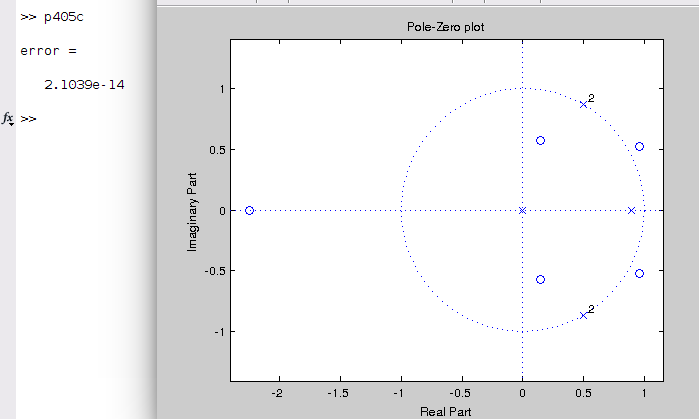 >> p405c
error =
2.1039e-14
fx >>
Pole-Zero plot
Imaginary Part
1
0.5
0
-0.5
-1
2
2
-2 -1.5 -1 -0.5 0 0.5 1
Real Part